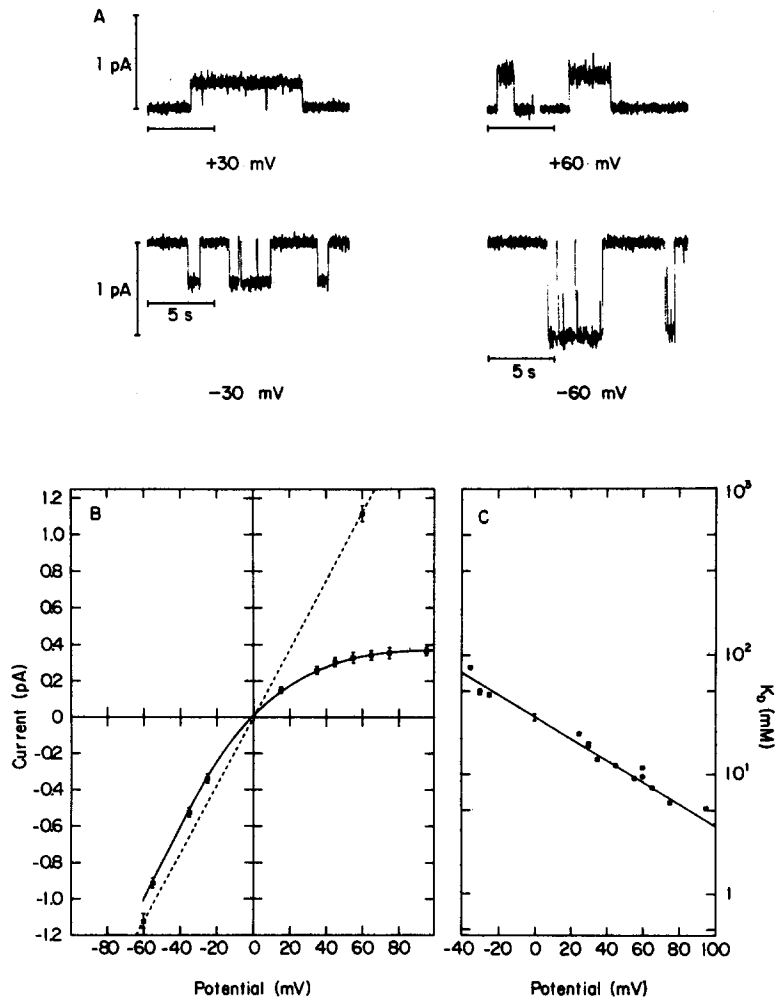 A
1 pA
+30 mV
+60 mV
1 pA
5 s
5 s
-30 mV
-60 mV
B
1.2
1.0
0.8
0.6
0.4
0.2
0
-0.2
-0.4
-0.6
-0.8
-1.0
-1.2
Current (pA)
-80 -60 -40 -20 0 20 40 60 80
Potential (mV)
C
10³
10²
10¹
1
K_D (mM)
-40 -20 0 20 40 60 80 100
Potential (mV)